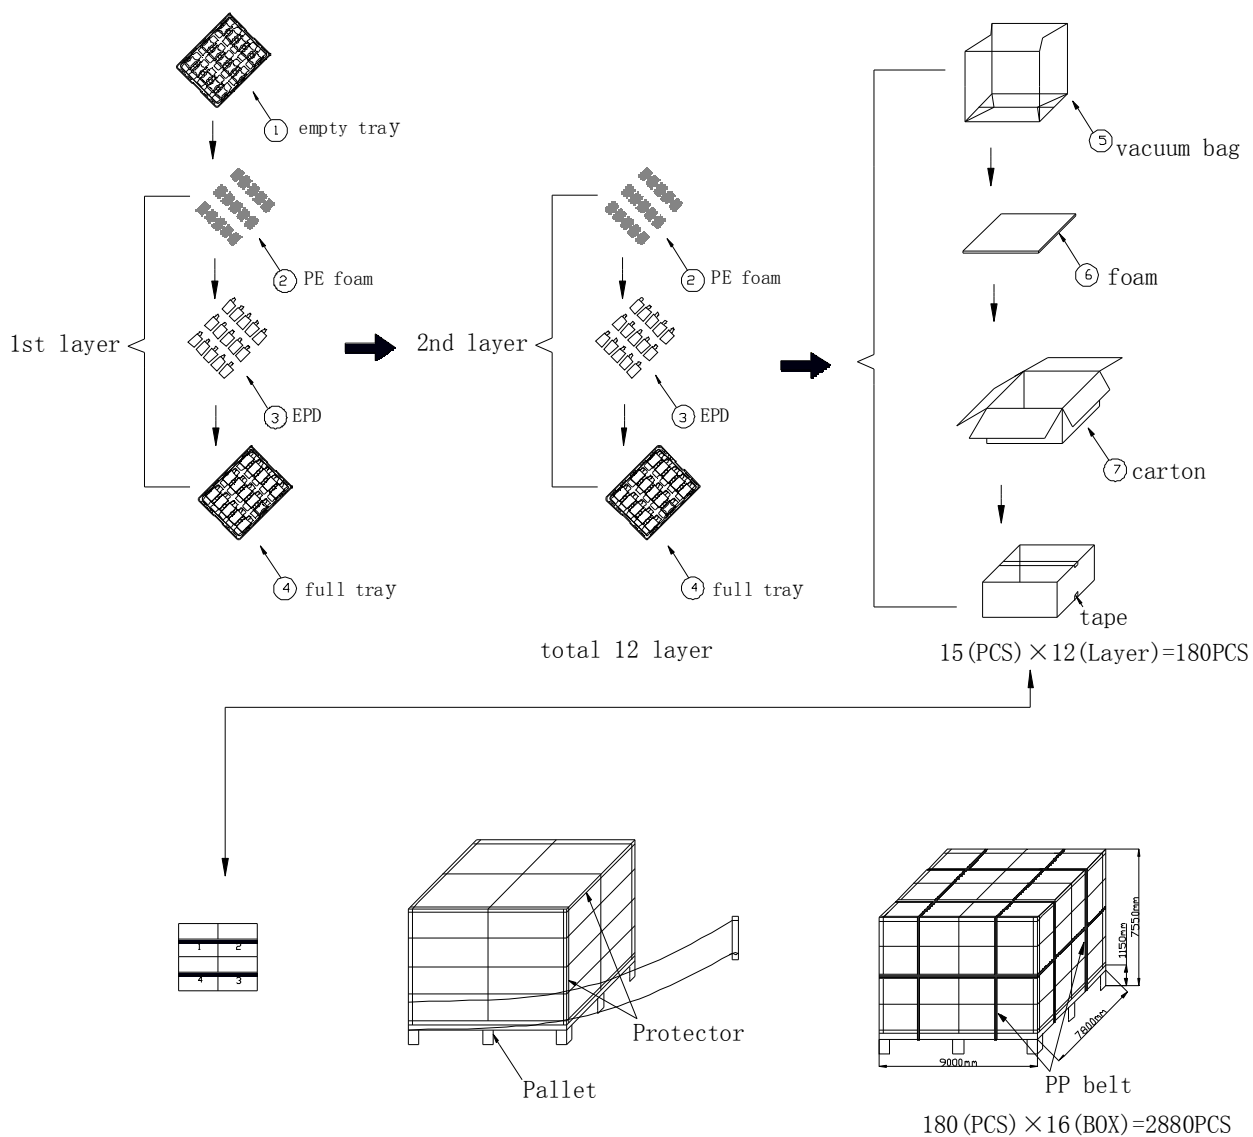 1 empty tray
2 PE foam
1st layer
3 EPD
4 full tray
2 PE foam
2nd layer
3 EPD
4 full tray
5 vacuum bag
6 foam
7 carton
tape
total 12 layer
15(PCS)×12(Layer)=180PCS
1 2
4 3
Protector
Pallet
1150mm
7550mm
7800mm
9000mm
PP belt
180(PCS)×16(BOX)=2880PCS